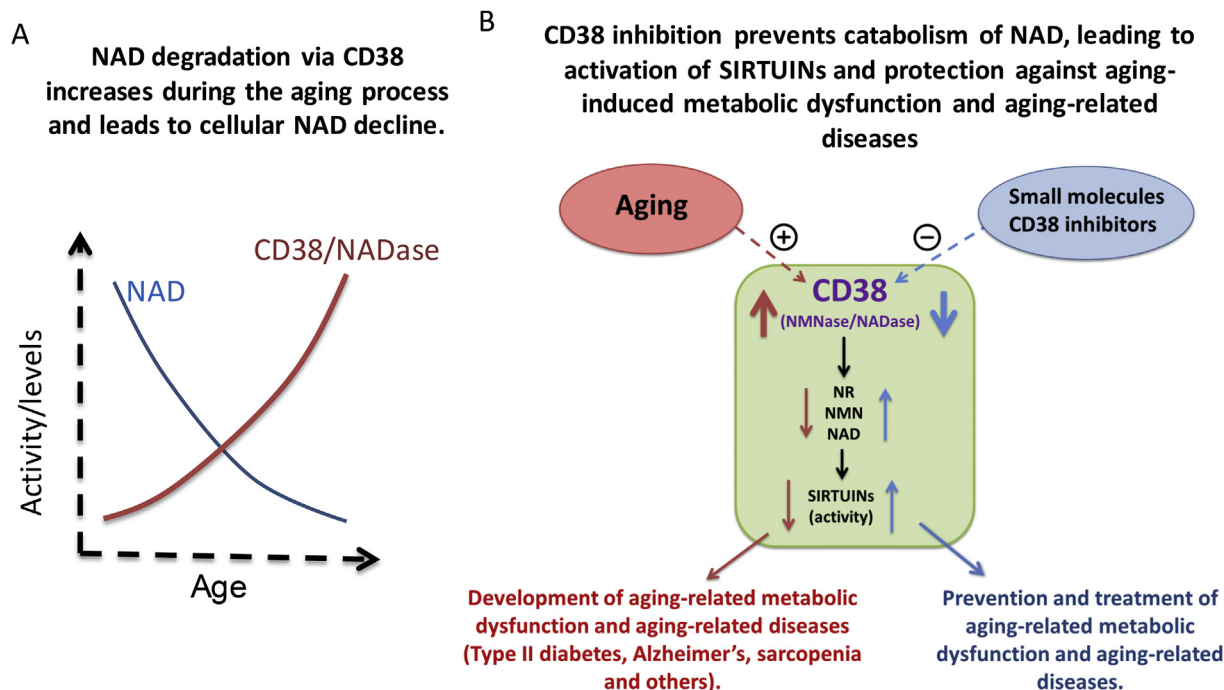 A
NAD degradation via CD38
increases during the aging process
and leads to cellular NAD decline.
Activity/levels
NAD
CD38/NADase
Age
B
CD38 inhibition prevents catabolism of NAD, leading to
activation of SIRTUINs and protection against aging-
induced metabolic dysfunction and aging-related
diseases
Aging
Small molecules
CD38 inhibitors
+
−
CD38
(NMNase/NADase)
NR
NMN
NAD
SIRTUINs
(activity)
Development of aging-related metabolic
dysfunction and aging-related diseases
(Type II diabetes, Alzheimer’s, sarcopenia
and others).
Prevention and treatment of
aging-related metabolic
dysfunction and aging-related
diseases.